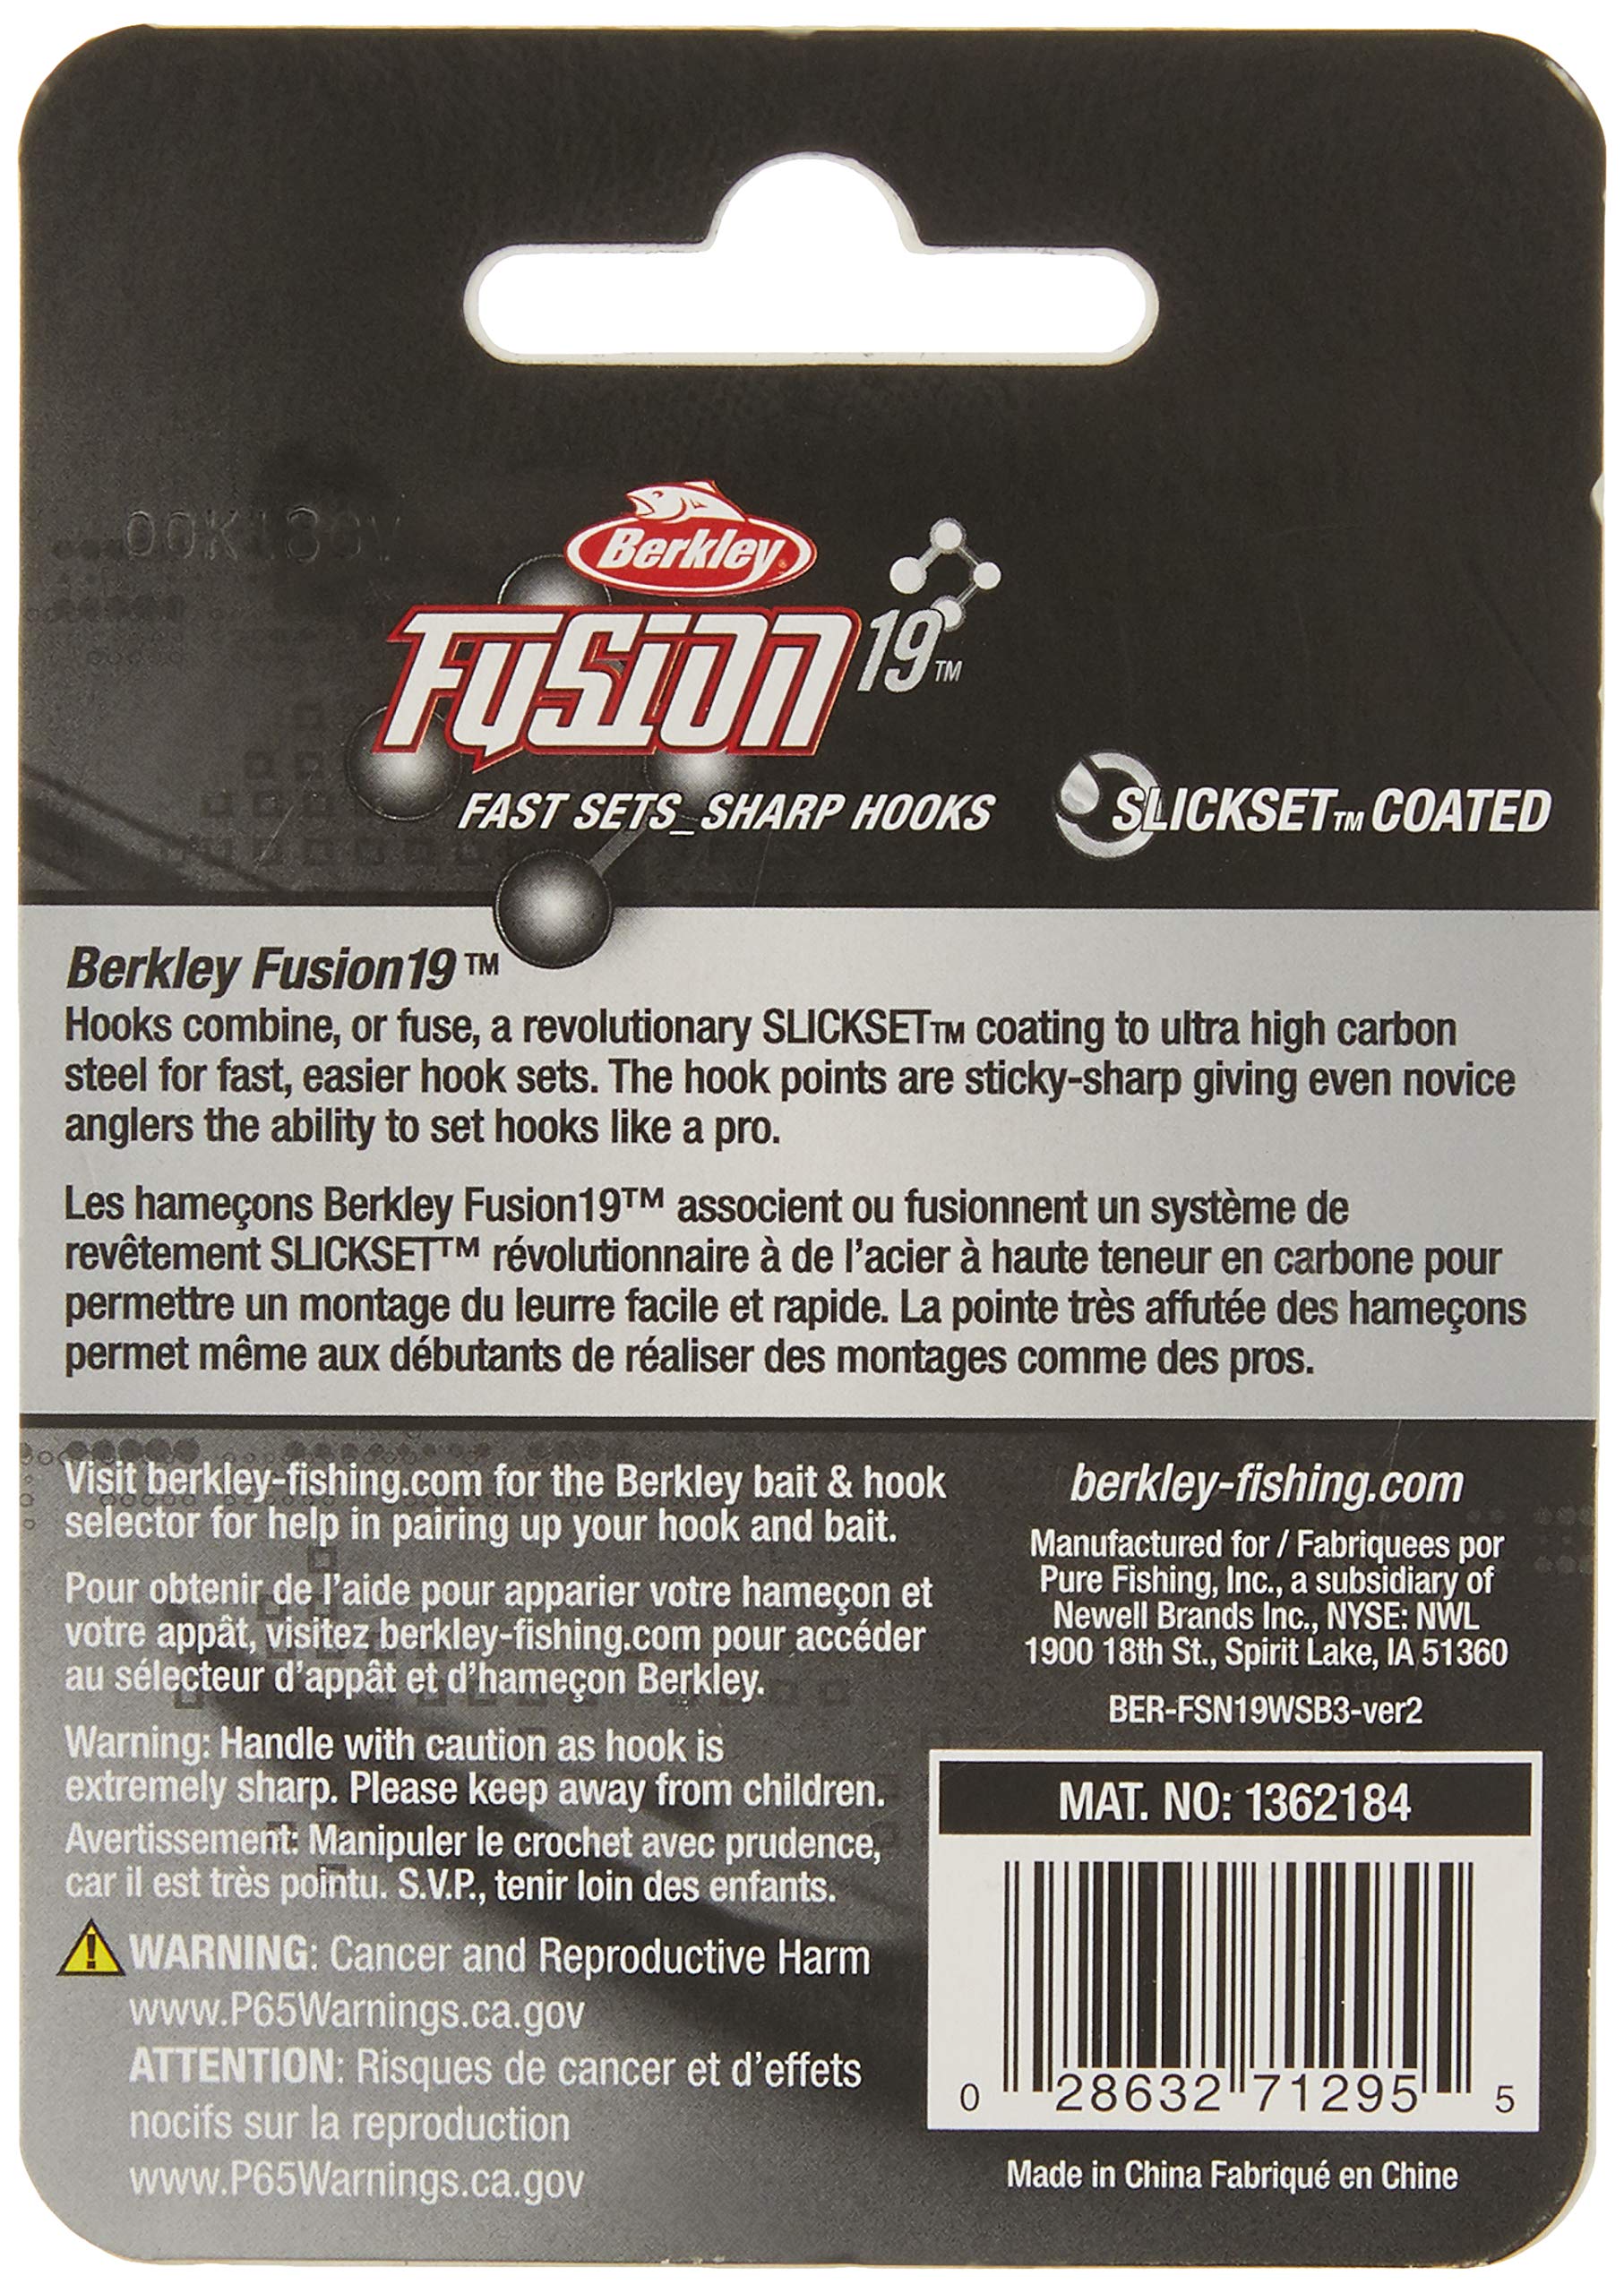 Berkley
Fusion 19™
FAST SETS_SHARP HOOKS
SLICKSET™ COATED
Berkley Fusion19™
Hooks combine, or fuse, a revolutionary SLICKSET™ coating to ultra high carbon
steel for fast, easier hook sets. The hook points are sticky-sharp giving even novice
anglers the ability to set hooks like a pro.
Les hameçons Berkley Fusion19™ associent ou fusionnent un système de
revêtement SLICKSET™ révolutionnaire à de l'acier à haute teneur en carbone pour
permettre un montage du leurre facile et rapide. La pointe très affutée des hameçons
permet même aux débutants de réaliser des montages comme des pros.
Visit berkley-fishing.com for the Berkley bait & hook
selector for help in pairing up your hook and bait.
Pour obtenir de l'aide pour apparier votre hameçon et
votre appât, visitez berkley-fishing.com pour accéder
au sélecteur d'appât et d'hameçon Berkley.
Warning: Handle with caution as hook is
extremely sharp. Please keep away from children.
Avertissement: Manipuler le crochet avec prudence,
car il est très pointu. S.V.P., tenir loin des enfants.
WARNING: Cancer and Reproductive Harm
www.P65Warnings.ca.gov
ATTENTION: Risques de cancer et d'effets
nocifs sur la reproduction
www.P65Warnings.ca.gov
berkley-fishing.com
Manufactured for / Fabriquees por
Pure Fishing, Inc., a subsidiary of
Newell Brands Inc., NYSE: NWL
1900 18th St., Spirit Lake, IA 51360
BER-FSN19WSB3-ver2
MAT. NO: 1362184
0 28632 71295 5
Made in China Fabriqué en Chine